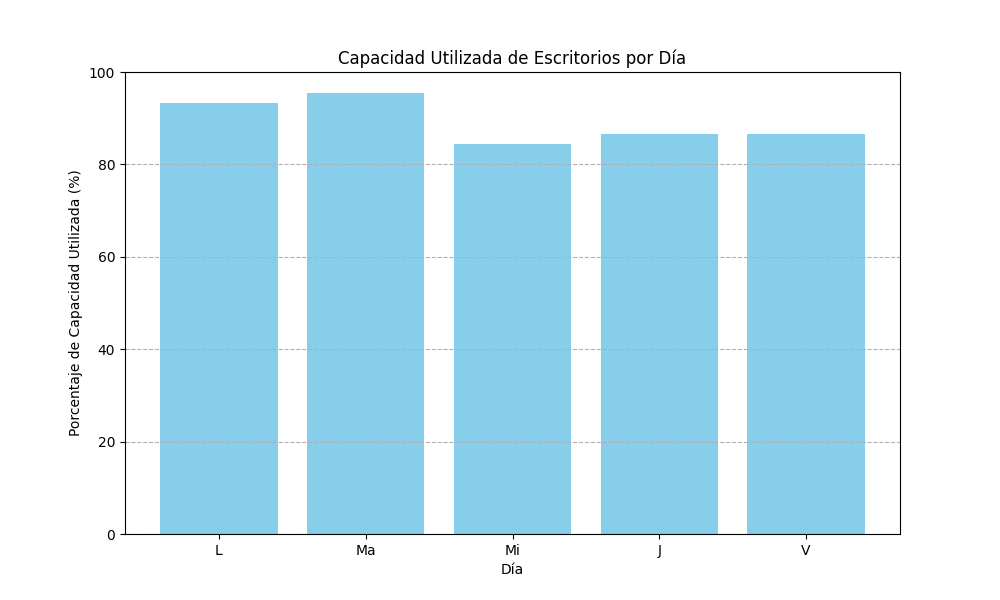 Capacidad Utilizada de Escritorios por Día
Porcentaje de Capacidad Utilizada (%)
100
80
60
40
20
0
L Ma Mi J V
Día